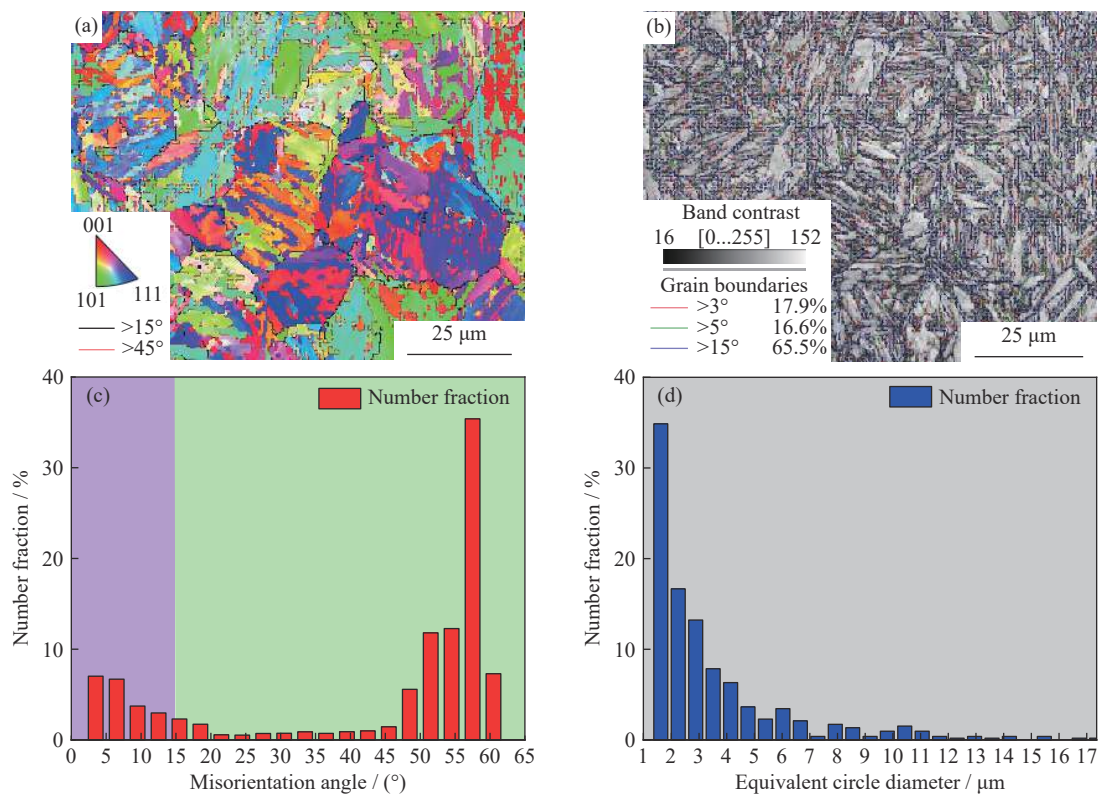 (a)
001
101 111
>15°
>45°
25 μm
(b)
Band contrast
16 [0...255] 152
Grain boundaries
>3° 17.9%
>5° 16.6%
>15° 65.5%
25 μm
(c)
Number fraction
Number fraction / %
40
30
20
10
0
0 5 10 15 20 25 30 35 40 45 50 55 60 65
Misorientation angle / (°)
(d)
Number fraction
Number fraction / %
40
30
20
10
0
1 2 3 4 5 6 7 8 9 10 11 12 13 14 15 16 17
Equivalent circle diameter / μm